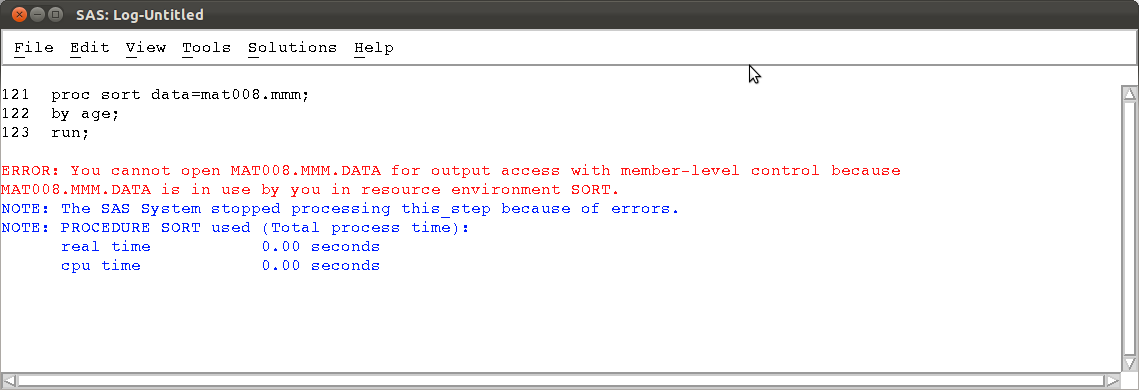 SAS: Log-Untitled
File Edit View Tools Solutions Help
121  proc sort data=mat008.mmm;
122  by age;
123  run;
ERROR: You cannot open MAT008.MMM.DATA for output access with member-level control because
MAT008.MMM.DATA is in use by you in resource environment SORT.
NOTE: The SAS System stopped processing this step because of errors.
NOTE: PROCEDURE SORT used (Total process time):
      real time           0.00 seconds
      cpu time            0.00 seconds